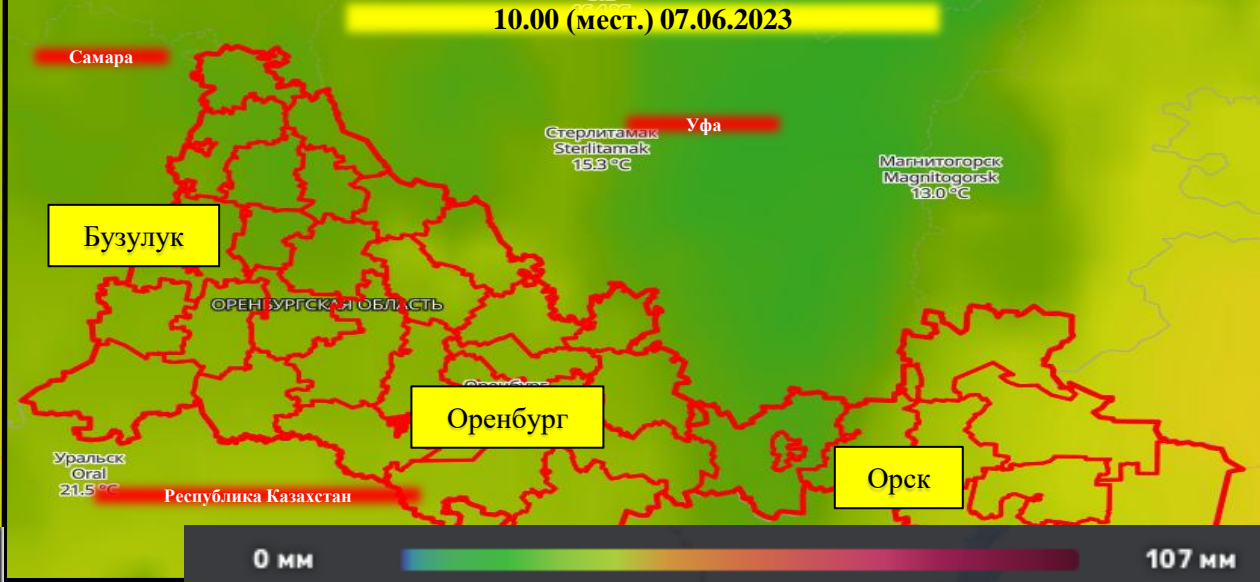 10.00 (мест.) 07.06.2023
Самара
Уфа
Стерлитамак
Sterlitamak
15.3 °C
Магнитогорск
Magnitogorsk
13.0 °C
Бузулук
ОРЕНБУРГСКАЯ ОБЛАСТЬ
Оренбург
Оренбург
Орск
Уральск
Oral
21.5 °C
Республика Казахстан
0 мм
107 мм